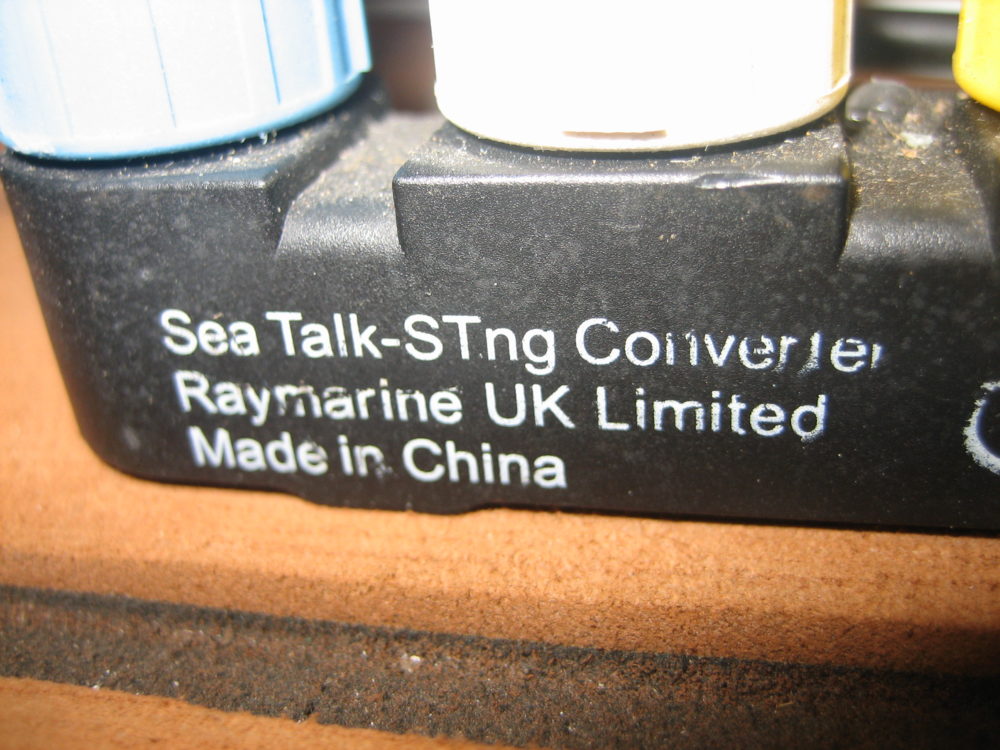 Sea Talk-STng Converter
Raymarine UK Limited
Made in China